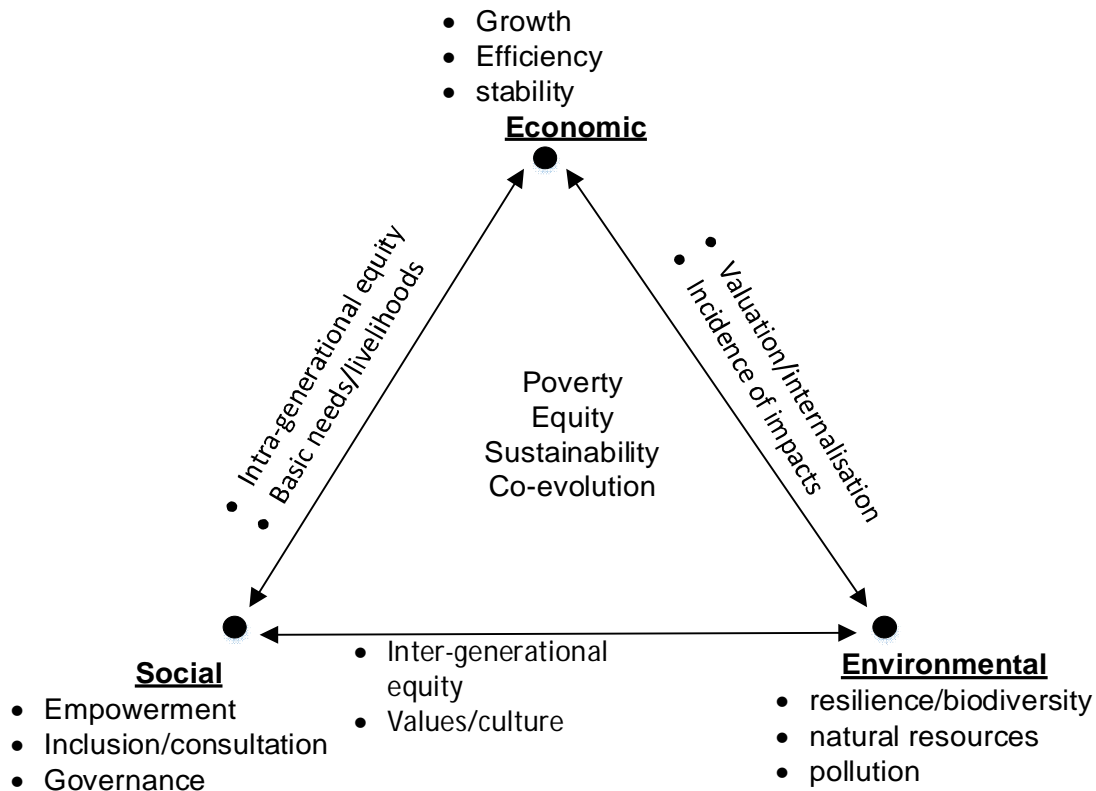 • Growth
• Efficiency
• stability
Economic
• Intra-generational equity
• Basic needs/livelihoods
• Valuation/internalisation
• Incidence of impacts
Poverty
Equity
Sustainability
Co-evolution
Social
• Empowerment
• Inclusion/consultation
• Governance
• Inter-generational
equity
• Values/culture
Environmental
• resilience/biodiversity
• natural resources
• pollution